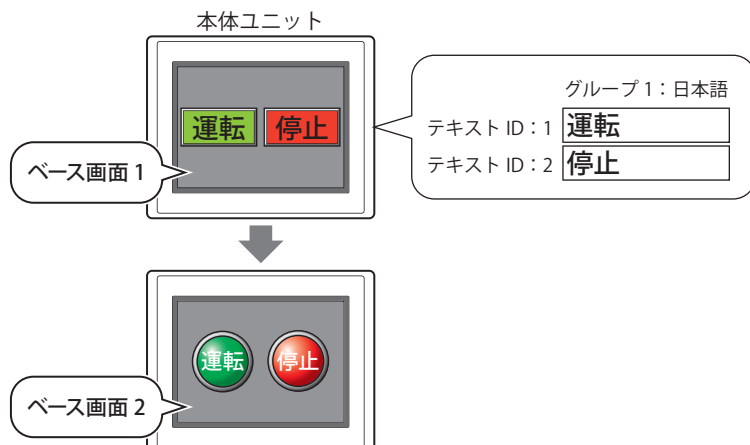 本体ユニット
運転 停止
ベース画面 1
グループ 1：日本語
テキスト ID：1 運転
テキスト ID：2 停止
運転 停止
ベース画面 2